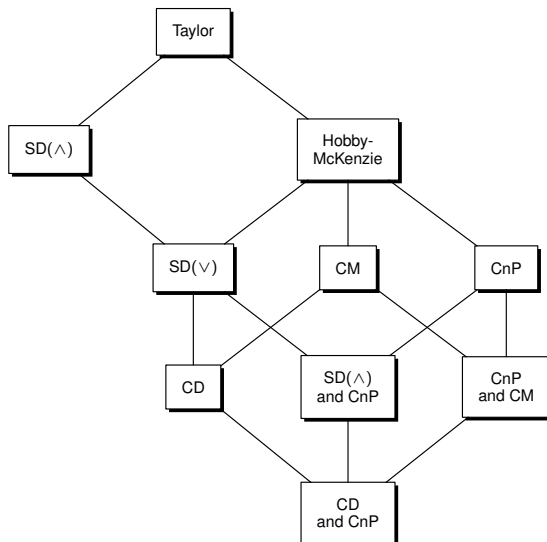 Taylor
SD(∧)
Hobby-
McKenzie
SD(∨)
CM
CnP
CD
SD(∧)
and CnP
CnP
and CM
CD
and CnP